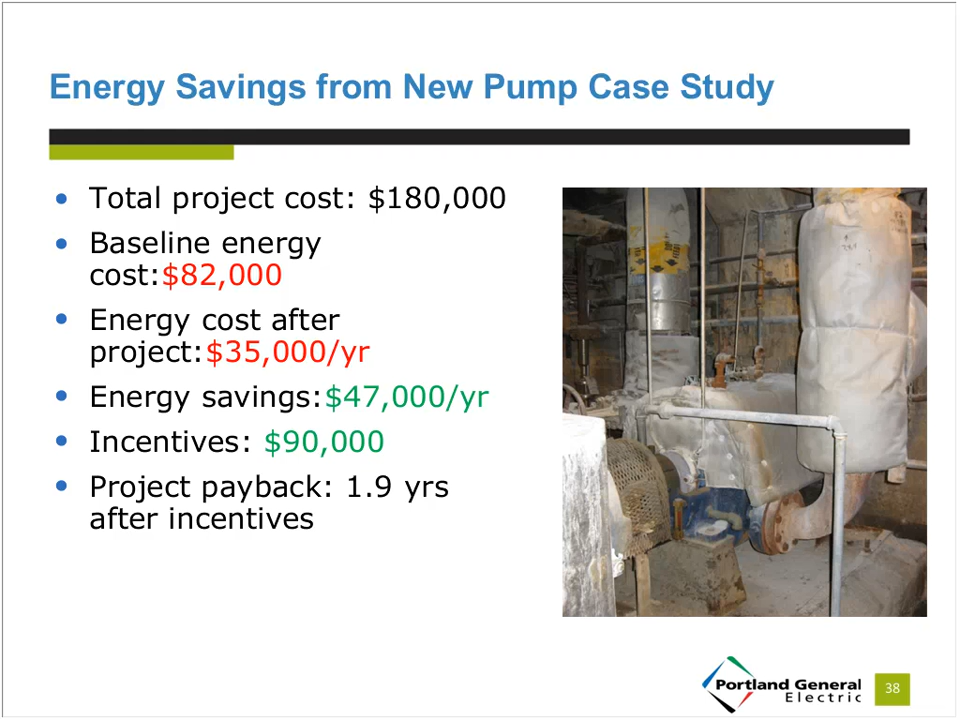 Energy Savings from New Pump Case Study
• Total project cost: $180,000
• Baseline energy
cost:$82,000
• Energy cost after
project:$35,000/yr
• Energy savings:$47,000/yr
• Incentives: $90,000
• Project payback: 1.9 yrs
after incentives
Portland General
Electric
38